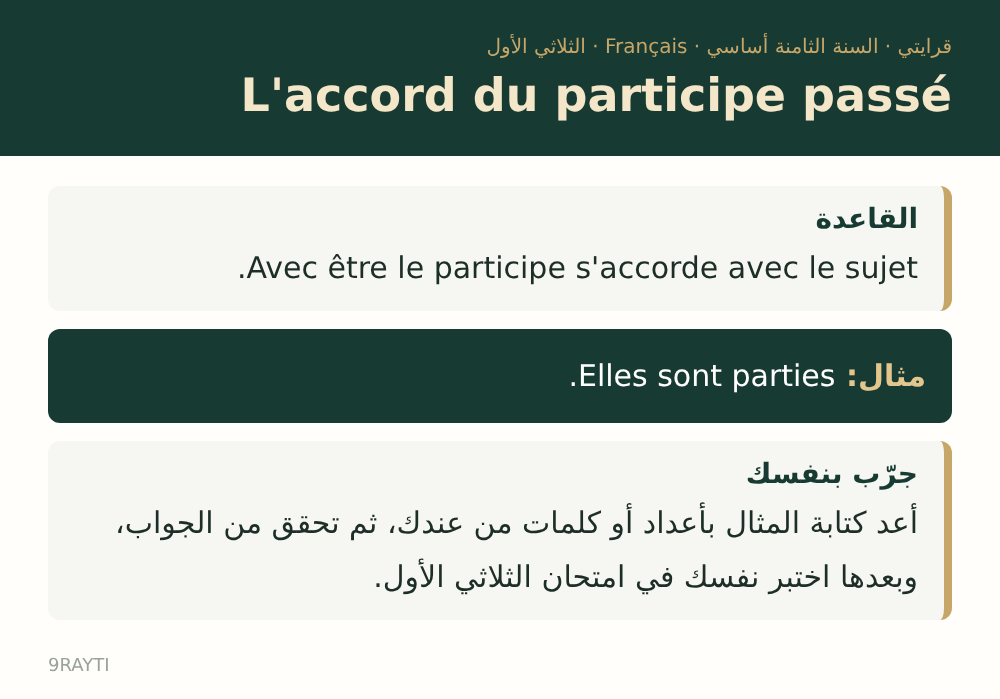 قرايتي · السنة الثامنة أساسي · Français · الثلاثي الأول
L'accord du participe passé
القاعدة
Avec être le participe s'accorde avec le sujet.
مثال: Elles sont parties.
جرّب بنفسك
أعد كتابة المثال بأعداد أو كلمات من عندك، ثم تحقق من الجواب،
وبعدها اختبر نفسك في امتحان الثلاثي الأول.
9RAYTI